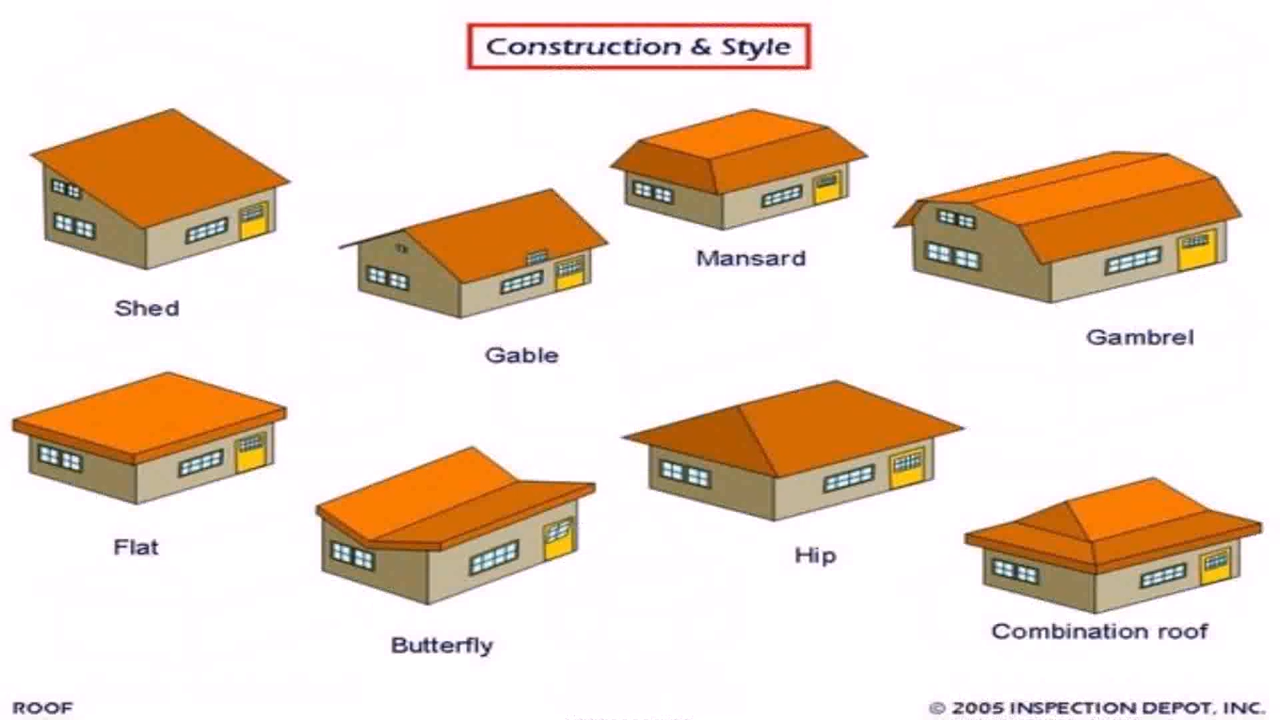 Construction & Style
Shed
Gable
Mansard
Gambrel
Flat
Butterfly
Hip
Combination roof
ROOF
© 2005 INSPECTION DEPOT, INC.